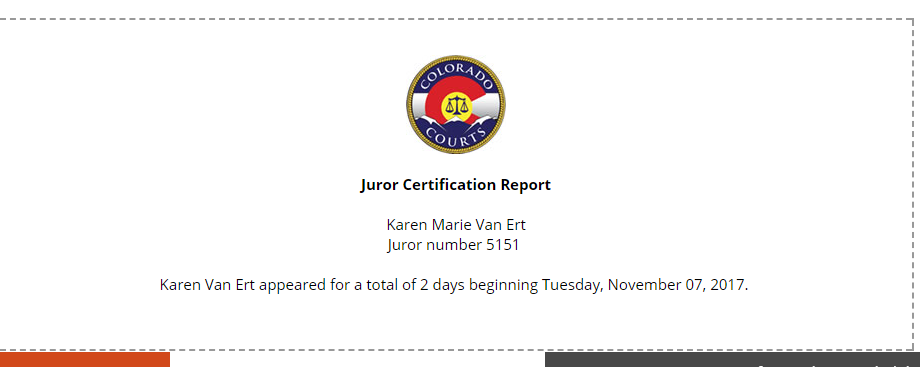 COLORADO
COURTS
Juror Certification Report
Karen Marie Van Ert
Juror number 5151
Karen Van Ert appeared for a total of 2 days beginning Tuesday, November 07, 2017.